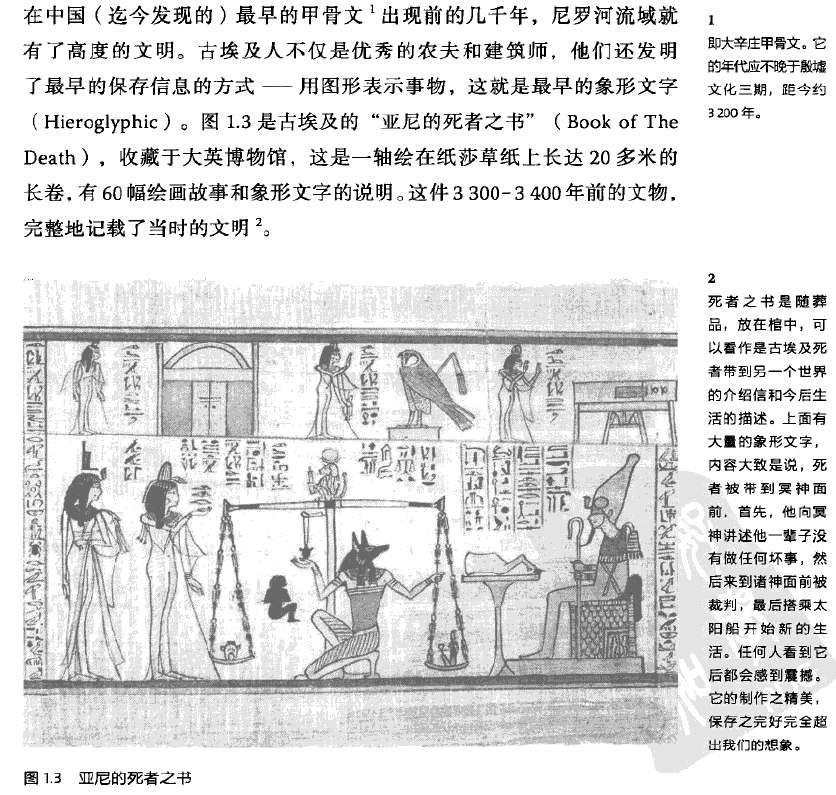 在中国（迄今发现的）最早的甲骨文1出现前的几千年，尼罗河流域就
有了高度的文明。古埃及人不仅是优秀的农夫和建筑师，他们还发明
了最早的保存信息的方式 —— 用图形表示事物，这就是最早的象形文字
（Hieroglyphic）。图 1.3 是古埃及的“亚尼的死者之书”（Book of The
Death），收藏于大英博物馆，这是一轴绘在纸莎草纸上长达 20 多米的
长卷，有 60 幅绘画故事和象形文字的说明。这件 3 300-3 400 年前的文物，
完整地记载了当时的文明2。
1
即大辛庄甲骨文。它
的年代应不晚于殷墟
文化三期，距今约
3 200 年。
2
死者之书是随葬
品，放在棺中，可
以看作是古埃及死
者带到另一个世界
的介绍信和今后生
活的描述。上面有
大量的象形文字，
内容大致是说，死
者被带到冥神面
前，首先，他向冥
神讲述他一辈子没
有做任何坏事，然
后来到诸神面前被
裁判，最后搭乘太
阳船开始新的生
活。任何人看到它
后都会感到震撼。
它的制作之精美，
保存之完好完全超
出我们的想象。
图 1.3 亚尼的死者之书